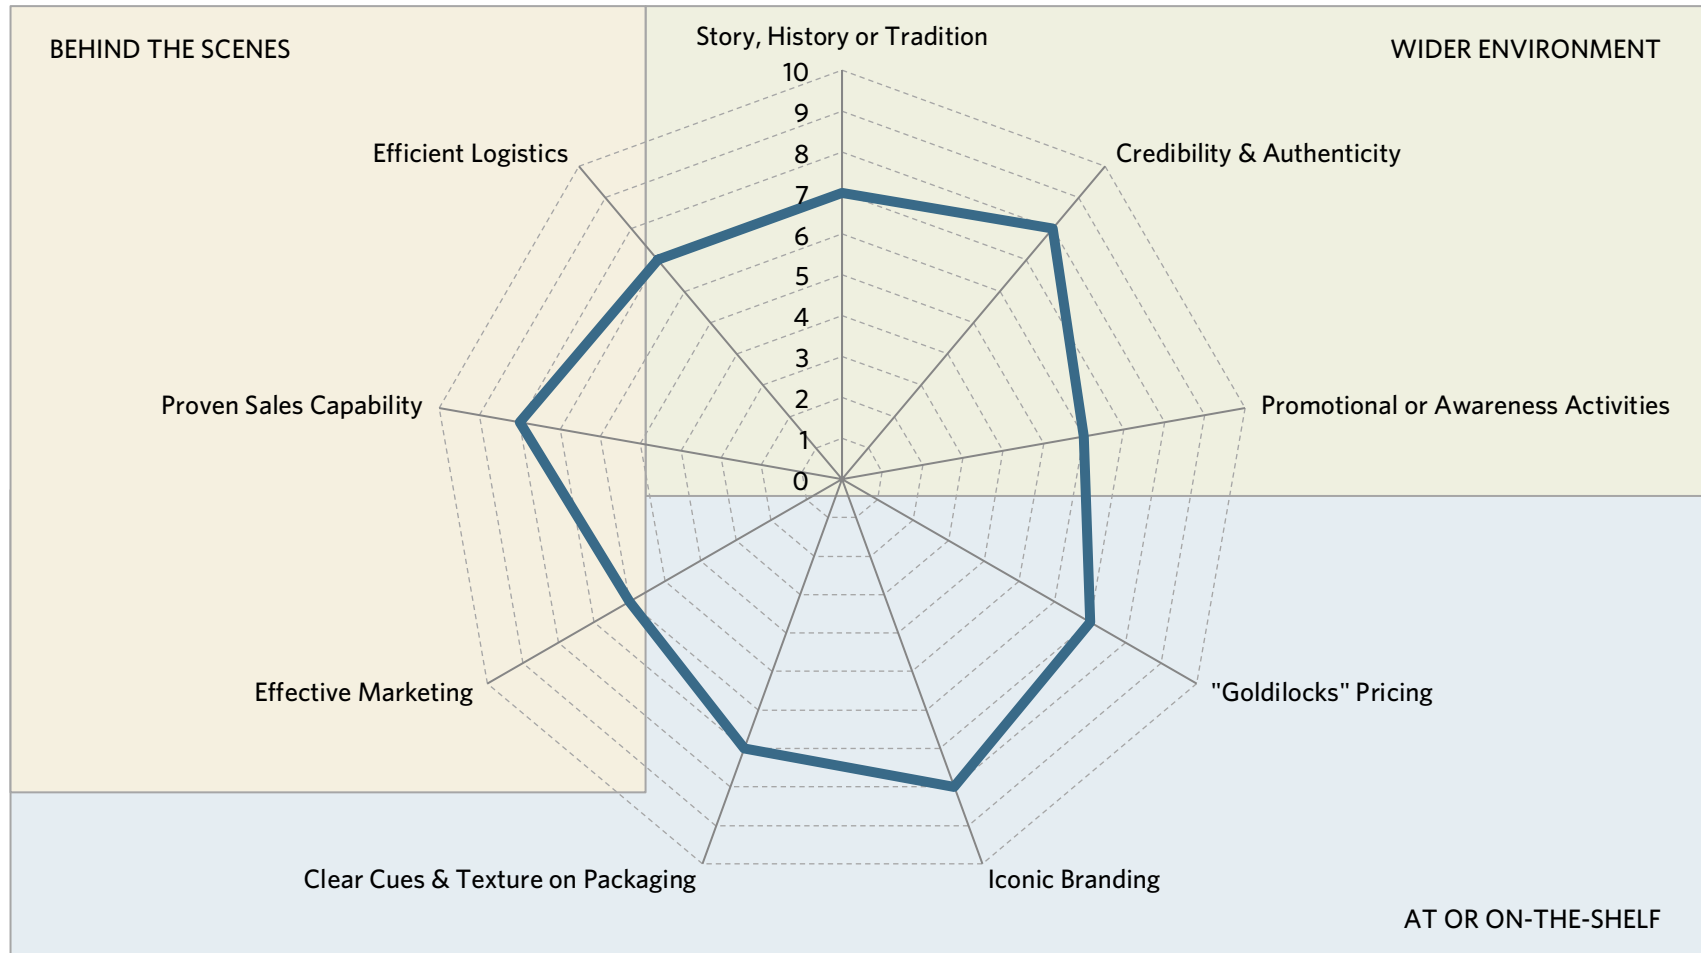 BEHIND THE SCENES
Story, History or Tradition
WIDER ENVIRONMENT
10
9
8
7
6
5
4
3
2
1
0
Efficient Logistics
Credibility & Authenticity
Proven Sales Capability
Promotional or Awareness Activities
Effective Marketing
"Goldilocks" Pricing
Clear Cues & Texture on Packaging
Iconic Branding
AT OR ON-THE-SHELF